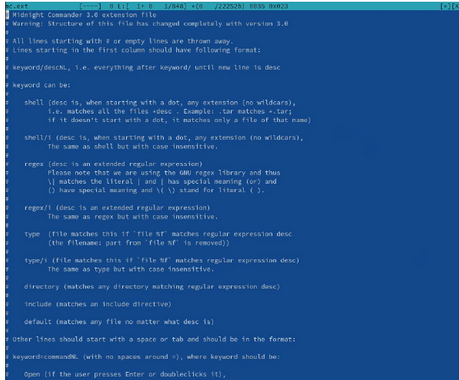 mc.ext [----] 0 L:[ 1+ 0 1/848] *(0 /22252b) 0035 0x023 [*][X]
# Midnight Commander 3.0 extension file
# Warning: Structure of this file has changed completely with version 3.0
#
# All lines starting with # or empty lines are thrown away.
# Lines starting in the first column should have following format:
#
# keyword/descNL, i.e. everything after keyword/ until new line is desc
#
# keyword can be:
#
# shell (desc is, when starting with a dot, any extension (no wildcars),
# i.e. matches all the files *desc . Example: .tar matches *.tar;
# if it doesnt start with a dot, it matches only a file of that name)
#
# shell/i (desc is, when starting with a dot, any extension (no wildcars),
# The same as shell but with case insensitive.
#
# regex (desc is an extended regular expression)
# Please note that we are using the GNU regex library and thus
# \| matches the literal | and | has special meaning (or) and
# () have special meaning and \( \) stand for literal ( ).
#
# regex/i (desc is an extended regular expression)
# The same as regex but with case insensitive.
#
# type (file matches this if `file %f` matches regular expression desc
# (the filename: part from `file %f` is removed))
#
# type/i (file matches this if `file %f` matches regular expression desc)
# The same as type but with case insensitive.
#
# directory (matches any directory matching regular expression desc)
#
# include (matches an include directive)
#
# default (matches any file no matter what desc is)
#
# Other lines should start with a space or tab and should be in the format:
#
# keyword=commandNL (with no spaces around =), where keyword should be:
#
# Open (if the user presses Enter or doubleclicks it),